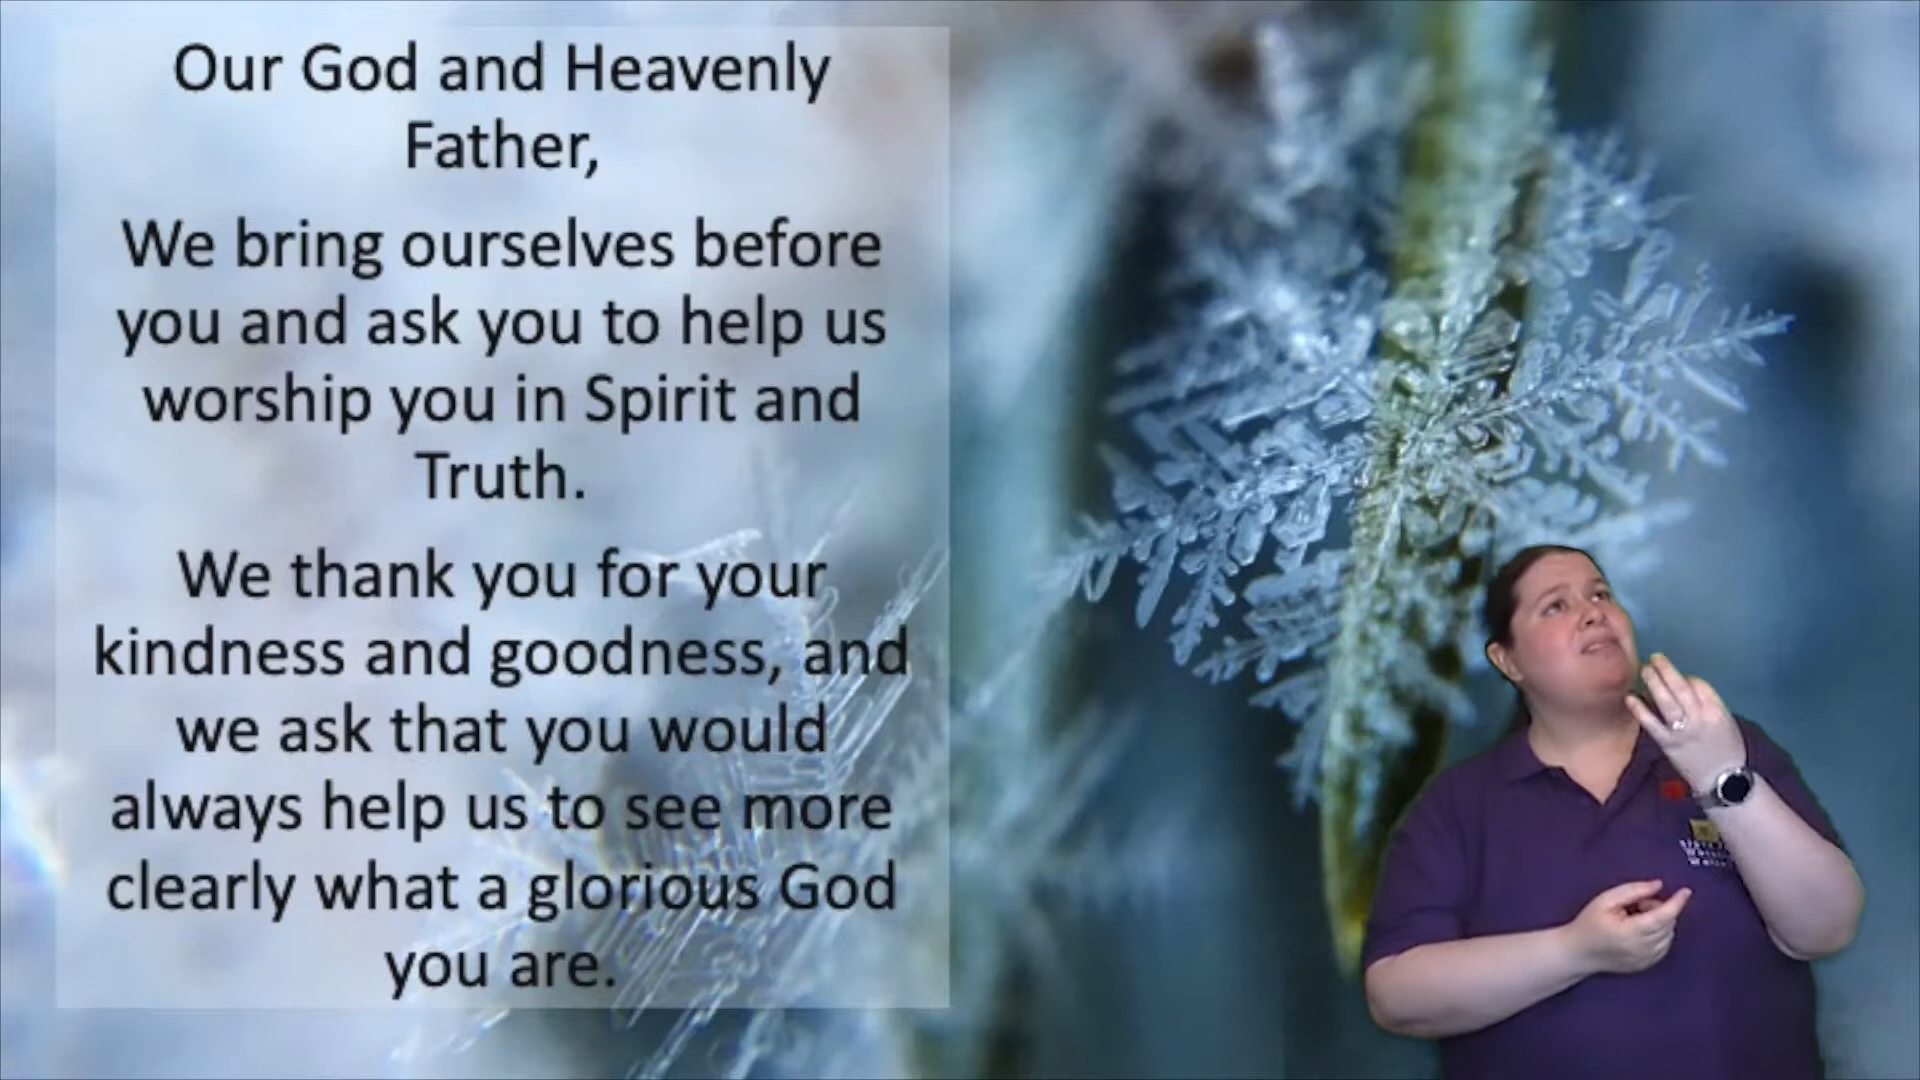 Our God and Heavenly
Father,
We bring ourselves before
you and ask you to help us
worship you in Spirit and
Truth.
We thank you for your
kindness and goodness, and
we ask that you would
always help us to see more
clearly what a glorious God
you are.